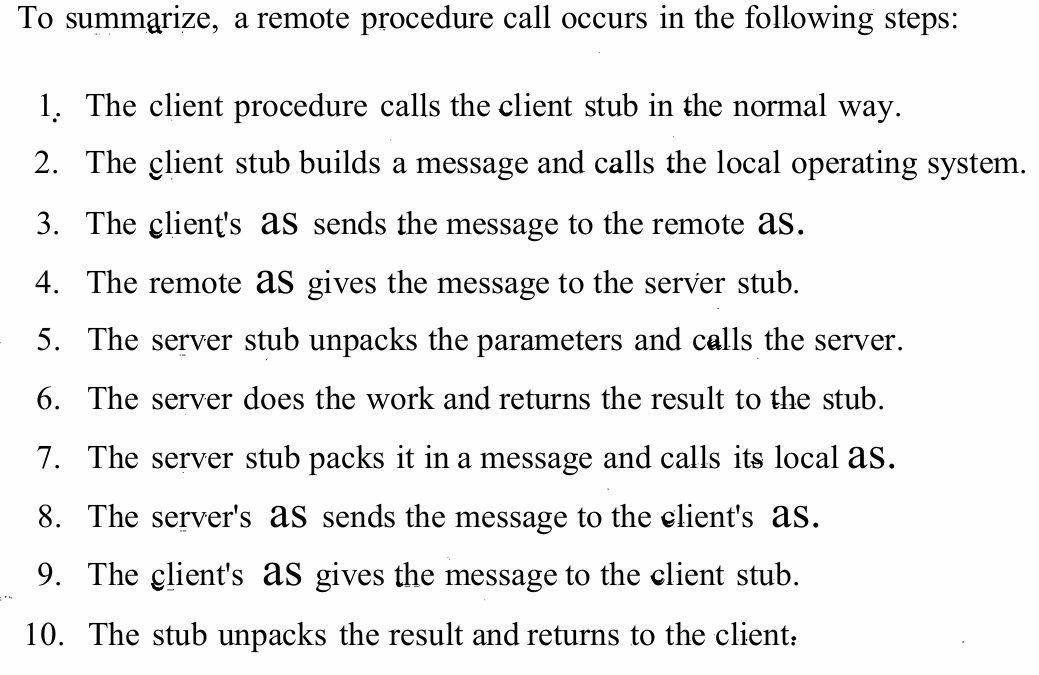 To summarize, a remote procedure call occurs in the following steps:
1. The client procedure calls the client stub in the normal way.
2. The client stub builds a message and calls the local operating system.
3. The client's as sends the message to the remote as.
4. The remote as gives the message to the server stub.
5. The server stub unpacks the parameters and calls the server.
6. The server does the work and returns the result to the stub.
7. The server stub packs it in a message and calls its local as.
8. The server's as sends the message to the client's as.
9. The client's as gives the message to the client stub.
10. The stub unpacks the result and returns to the client: